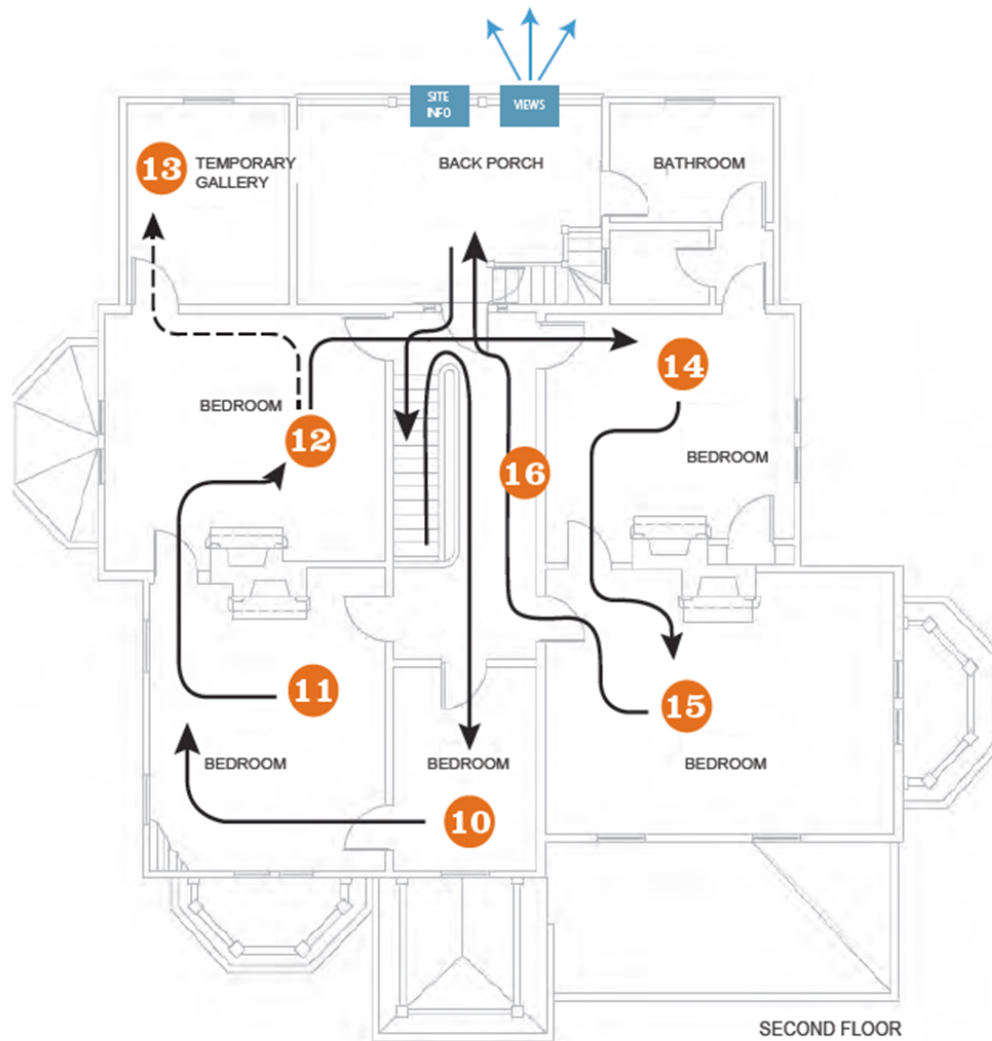 SITE
INFO
VIEWS
13
TEMPORARY
GALLERY
BACK PORCH
BATHROOM
14
BEDROOM
12
BEDROOM
16
11
15
BEDROOM
BEDROOM
BEDROOM
10
SECOND FLOOR